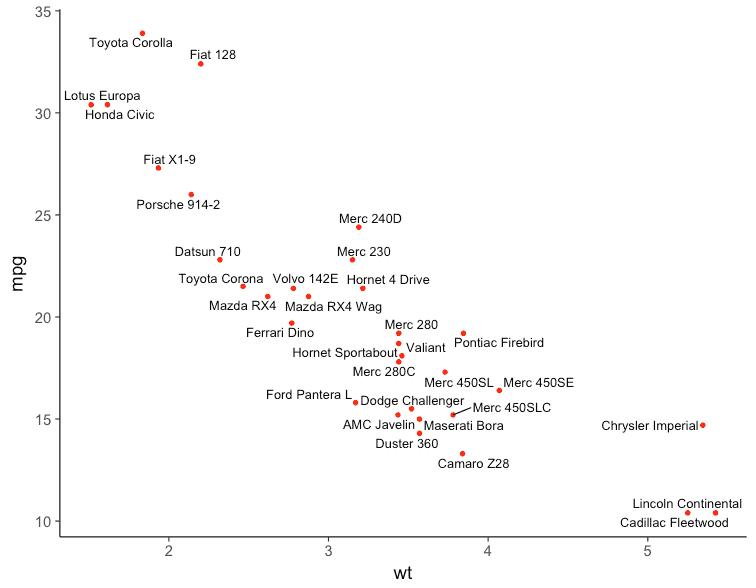 35
Toyota Corolla
Fiat 128
Lotus Europa
30
Honda Civic
Fiat X1-9
Porsche 914-2
25
Merc 240D
Datsun 710
Merc 230
Toyota Corona
Volvo 142E
Hornet 4 Drive
mpg
Mazda RX4
Mazda RX4 Wag
20
Merc 280
Ferrari Dino
Pontiac Firebird
Hornet Sportabout
Valiant
Merc 280C
Merc 450SL
Merc 450SE
Ford Pantera L
Dodge Challenger
Merc 450SLC
15
AMC Javelin
Maserati Bora
Chrysler Imperial
Duster 360
Camaro Z28
Lincoln Continental
10
Cadillac Fleetwood
2
3
4
5
wt